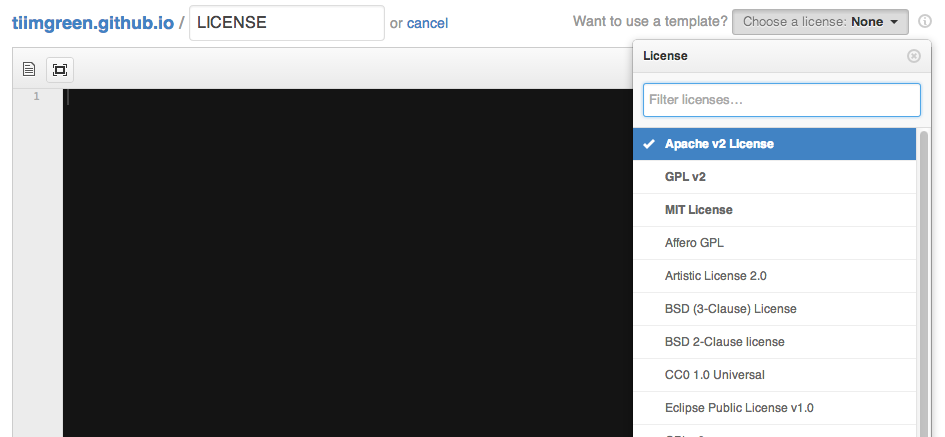 tiimgreen.github.io / LICENSE or cancel Want to use a template? Choose a license: None
License
Filter licenses...
1
Apache v2 License
GPL v2
MIT License
Affero GPL
Artistic License 2.0
BSD (3-Clause) License
BSD 2-Clause license
CC0 1.0 Universal
Eclipse Public License v1.0